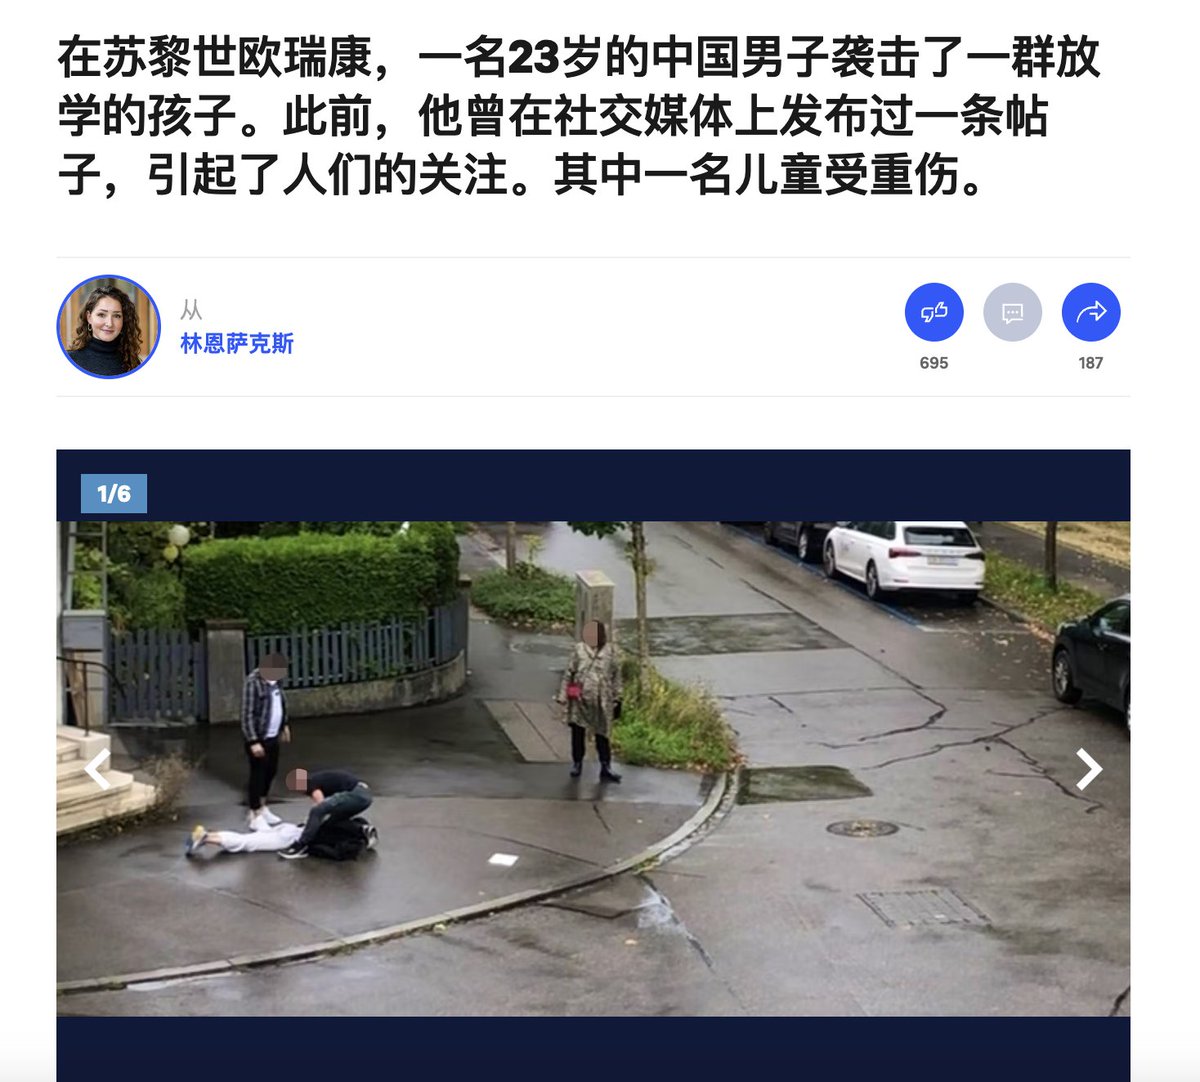 在苏黎世欧瑞康，一名23岁的中国男子袭击了一群放
学的孩子。此前，他曾在社交媒体上发布过一条帖
子，引起了人们的关注。其中一名儿童受重伤。
从
林恩萨克斯
695
187
1/6